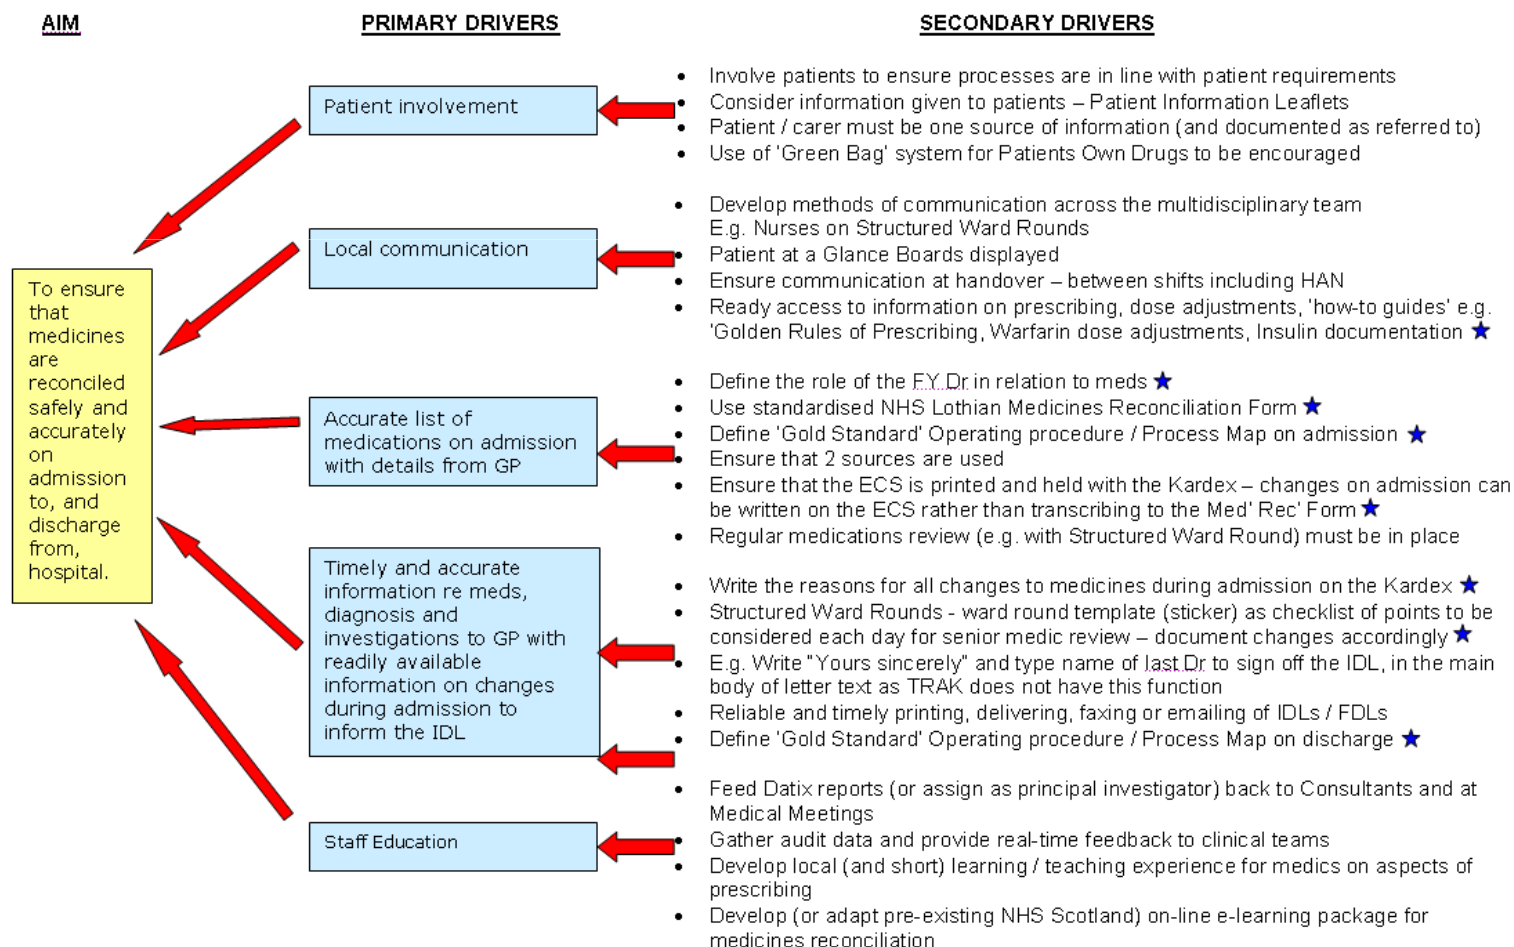 AIM
PRIMARY DRIVERS
SECONDARY DRIVERS
To ensure
that
medicines
are
reconciled
safely and
accurately
on
admission
to, and
discharge
from,
hospital.
Patient involvement
• Involve patients to ensure processes are in line with patient requirements
• Consider information given to patients – Patient Information Leaflets
• Patient / carer must be one source of information (and documented as referred to)
• Use of 'Green Bag' system for Patients Own Drugs to be encouraged
Local communication
• Develop methods of communication across the multidisciplinary team
E.g. Nurses on Structured Ward Rounds
• Patient at a Glance Boards displayed
• Ensure communication at handover – between shifts including HAN
• Ready access to information on prescribing, dose adjustments, 'how-to guides' e.g.
'Golden Rules of Prescribing, Warfarin dose adjustments, Insulin documentation ★
Accurate list of
medications on admission
with details from GP
• Define the role of the FY Dr in relation to meds ★
• Use standardised NHS Lothian Medicines Reconciliation Form ★
• Define 'Gold Standard' Operating procedure / Process Map on admission ★
• Ensure that 2 sources are used
• Ensure that the ECS is printed and held with the Kardex – changes on admission can
be written on the ECS rather than transcribing to the Med' Rec' Form ★
• Regular medications review (e.g. with Structured Ward Round) must be in place
Timely and accurate
information re meds,
diagnosis and
investigations to GP with
readily available
information on changes
during admission to
inform the IDL
• Write the reasons for all changes to medicines during admission on the Kardex ★
• Structured Ward Rounds - ward round template (sticker) as checklist of points to be
considered each day for senior medic review – document changes accordingly ★
• E.g. Write "Yours sincerely" and type name of last Dr to sign off the IDL, in the main
body of letter text as TRAK does not have this function
• Reliable and timely printing, delivering, faxing or emailing of IDLs / FDLs
• Define 'Gold Standard' Operating procedure / Process Map on discharge ★
Staff Education
• Feed Datix reports (or assign as principal investigator) back to Consultants and at
Medical Meetings
• Gather audit data and provide real-time feedback to clinical teams
• Develop local (and short) learning / teaching experience for medics on aspects of
prescribing
• Develop (or adapt pre-existing NHS Scotland) on-line e-learning package for
medicines reconciliation